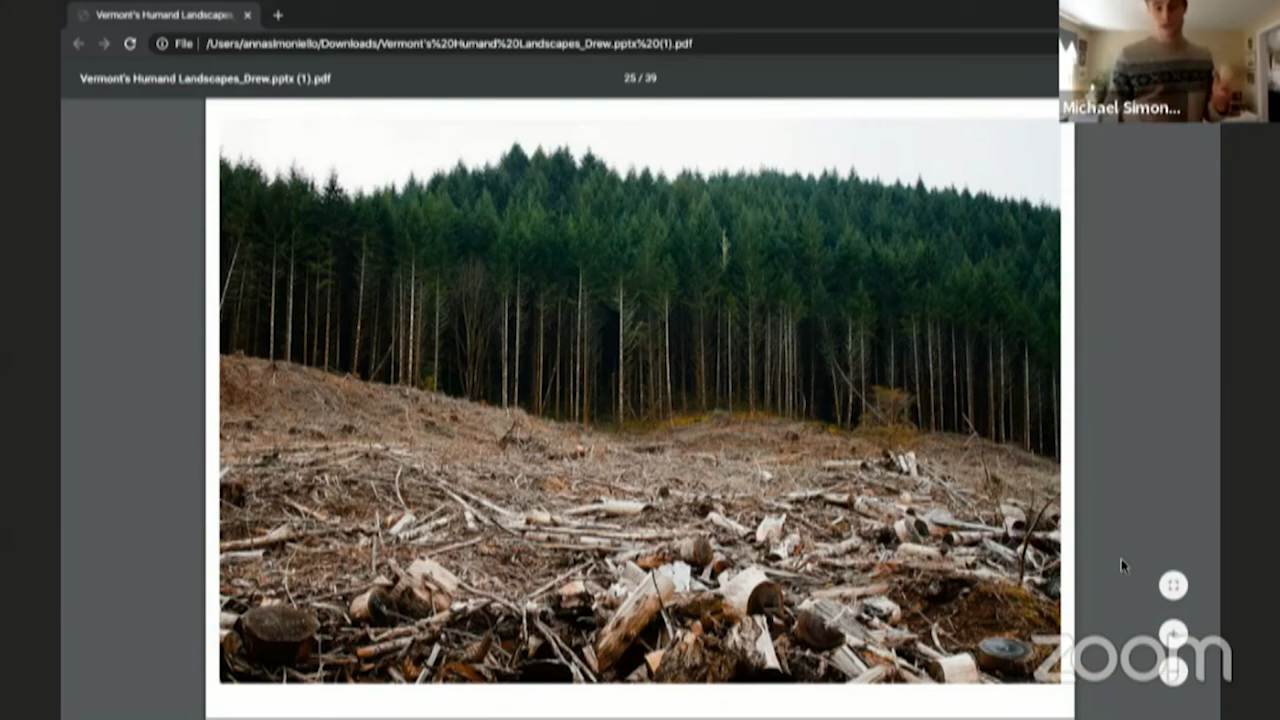 Vermont's Humand Landscapes
File
/Users/annasimoniello/Downloads/Vermont's%20Humand%20Landscapes_Drew.pptx%20(1).pdf
Vermont's Humand Landscapes_Drew.pptx (1).pdf
25 / 39
Michael Simon...
zoom